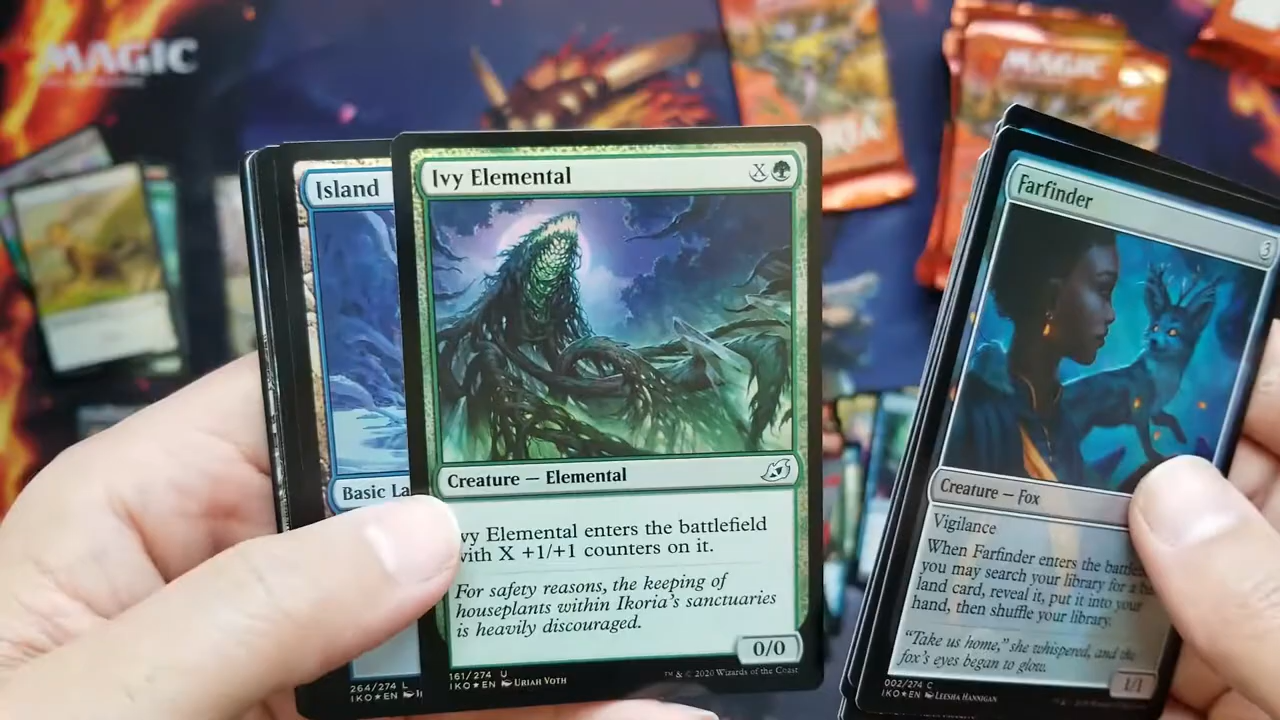 MAGIC
MAGIC
Island
Basic La
264/274 L
IKO★EN
Ivy Elemental
X
Creature — Elemental
vy Elemental enters the battlefield
with X +1/+1 counters on it.
For safety reasons, the keeping of
houseplants within Ikoria's sanctuaries
is heavily discouraged.
0/0
161/274 U
IKO★EN Uriah Voth
™ & © 2020 Wizards of the Coast
Farfinder
3
Creature — Fox
Vigilance
When Farfinder enters the battle
you may search your library for a ba
land card, reveal it, put it into your
hand, then shuffle your library.
"Take us home," she whispered, and the
fox's eyes began to glow.
1/1
002/274 C
IKO★EN Leesha Hannigan